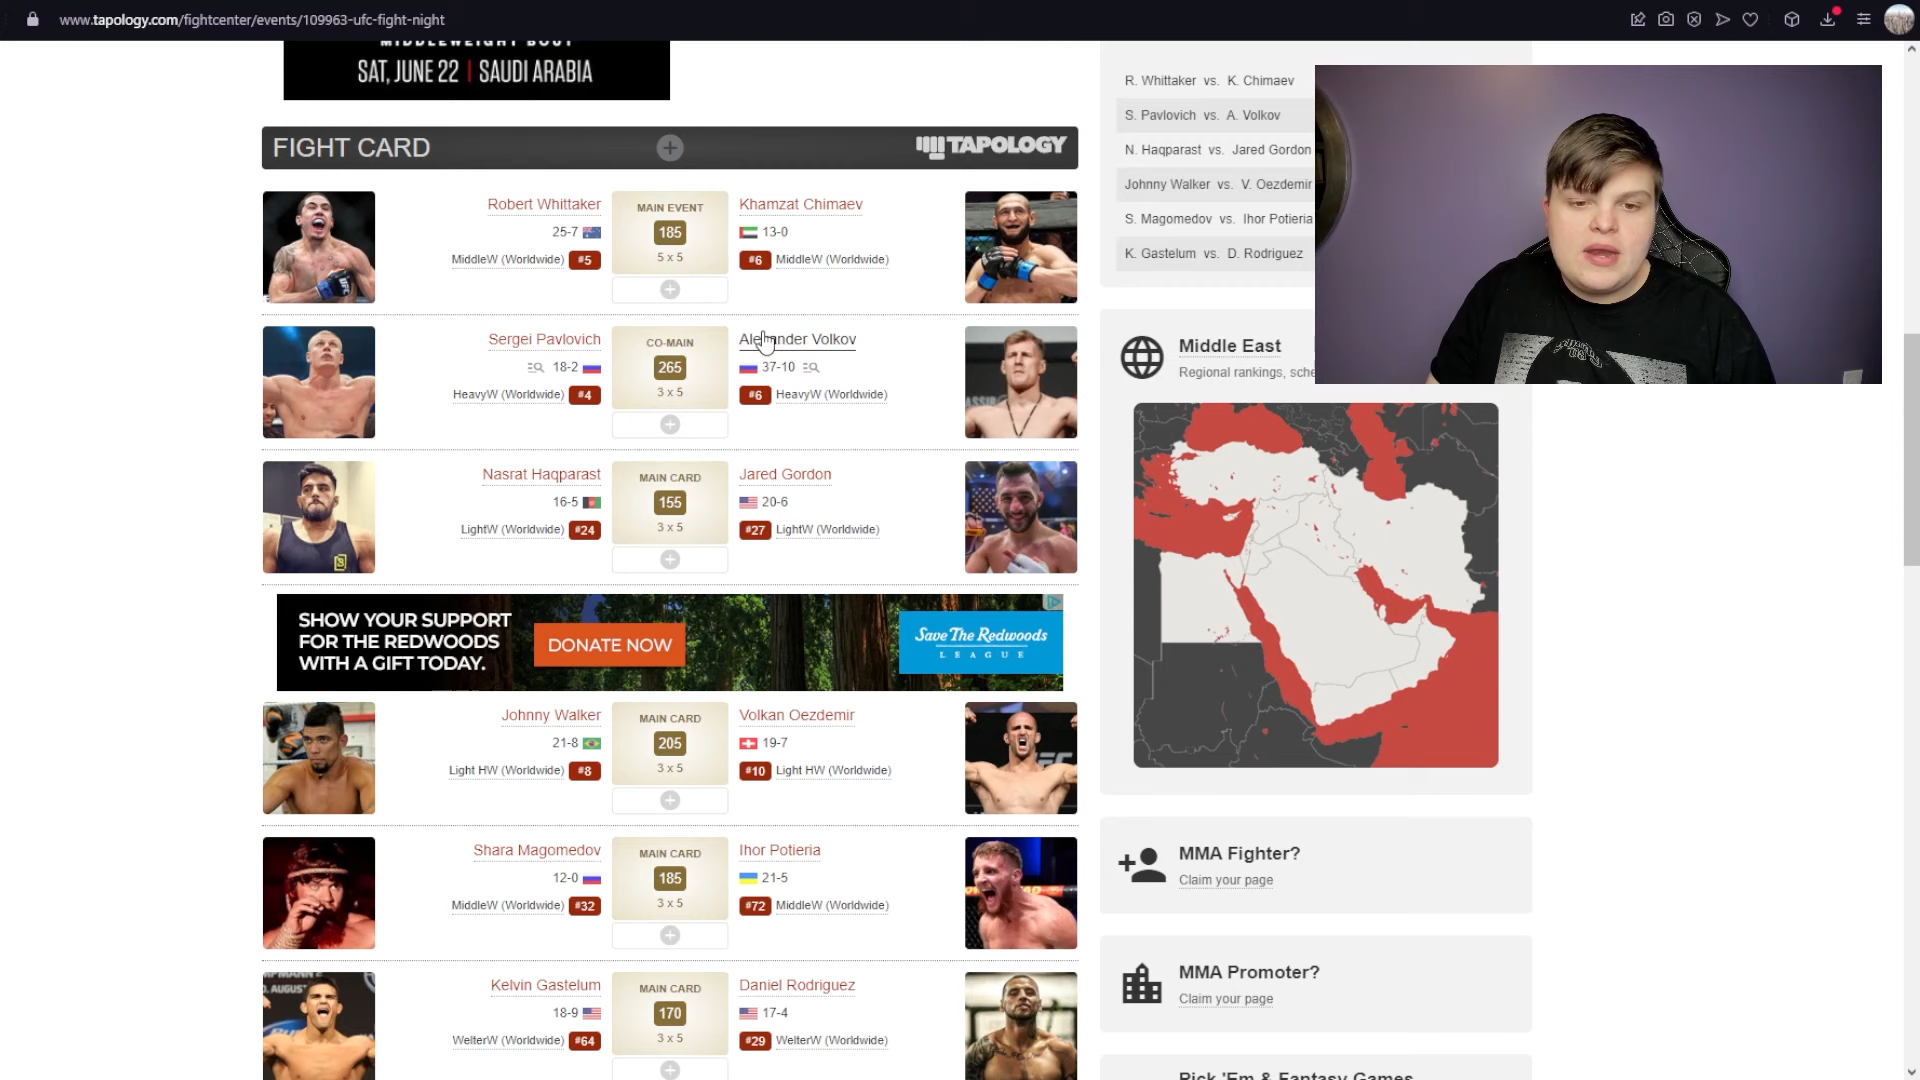 www.tapology.com/fightcenter/events/109963-ufc-fight-night
MIDDLEWEIGHT BOUT
SAT, JUNE 22 | SAUDI ARABIA
FIGHT CARD
TAPOLOGY
Robert Whittaker
25-7
MiddleW (Worldwide) #5
MAIN EVENT
185
5 x 5
Khamzat Chimaev
13-0
#6 MiddleW (Worldwide)
Sergei Pavlovich
18-2
HeavyW (Worldwide) #4
CO-MAIN
265
3 x 5
Alexander Volkov
37-10
#6 HeavyW (Worldwide)
Nasrat Haqparast
16-5
LightW (Worldwide) #24
MAIN CARD
155
3 x 5
Jared Gordon
20-6
#27 LightW (Worldwide)
SHOW YOUR SUPPORT
FOR THE REDWOODS
WITH A GIFT TODAY.
DONATE NOW
Save The Redwoods
LEAGUE
Johnny Walker
21-8
Light HW (Worldwide) #8
MAIN CARD
205
3 x 5
Volkan Oezdemir
19-7
#10 Light HW (Worldwide)
Shara Magomedov
12-0
MiddleW (Worldwide) #32
MAIN CARD
185
3 x 5
Ihor Potieria
21-5
#72 MiddleW (Worldwide)
Kelvin Gastelum
18-9
WelterW (Worldwide) #64
MAIN CARD
170
3 x 5
Daniel Rodriguez
17-4
#29 WelterW (Worldwide)
R. Whittaker vs. K. Chimaev
S. Pavlovich vs. A. Volkov
N. Haqparast vs. Jared Gordon
Johnny Walker vs. V. Oezdemir
S. Magomedov vs. Ihor Potieria
K. Gastelum vs. D. Rodriguez
Middle East
Regional rankings, sche
MMA Fighter?
Claim your page
MMA Promoter?
Claim your page
Pick 'Em & Fantasy Games